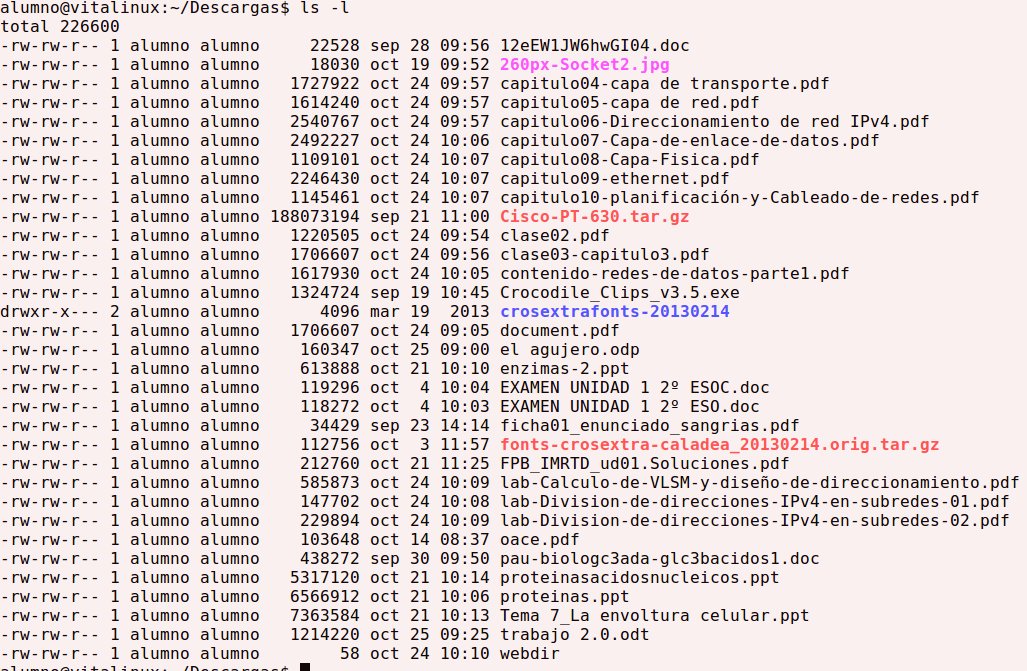 alumno@vitalinux:~/Descargas$ ls -l
total 226600
-rw-rw-r-- 1 alumno alumno     22528 sep 28 09:56 12eEW1JW6hwGI04.doc
-rw-rw-r-- 1 alumno alumno     18030 oct 19 09:52 260px-Socket2.jpg
-rw-rw-r-- 1 alumno alumno   1727922 oct 24 09:57 capitulo04-capa de transporte.pdf
-rw-rw-r-- 1 alumno alumno   1614240 oct 24 09:57 capitulo05-capa de red.pdf
-rw-rw-r-- 1 alumno alumno   2540767 oct 24 09:57 capitulo06-Direccionamiento de red IPv4.pdf
-rw-rw-r-- 1 alumno alumno   2492227 oct 24 10:06 capitulo07-Capa-de-enlace-de-datos.pdf
-rw-rw-r-- 1 alumno alumno   1109101 oct 24 10:07 capitulo08-Capa-Fisica.pdf
-rw-rw-r-- 1 alumno alumno   2246430 oct 24 10:07 capitulo09-ethernet.pdf
-rw-rw-r-- 1 alumno alumno   1145461 oct 24 10:07 capitulo10-planificación-y-Cableado-de-redes.pdf
-rw-rw-r-- 1 alumno alumno 188073194 sep 21 11:00 Cisco-PT-630.tar.gz
-rw-rw-r-- 1 alumno alumno   1220505 oct 24 09:54 clase02.pdf
-rw-rw-r-- 1 alumno alumno   1706607 oct 24 09:56 clase03-capitulo3.pdf
-rw-rw-r-- 1 alumno alumno   1617930 oct 24 10:05 contenido-redes-de-datos-parte1.pdf
-rw-rw-r-- 1 alumno alumno   1324724 sep 19 10:45 Crocodile_Clips_v3.5.exe
drwxr-x--- 2 alumno alumno      4096 mar 19  2013 crosextrafonts-20130214
-rw-rw-r-- 1 alumno alumno   1706607 oct 24 09:05 document.pdf
-rw-rw-r-- 1 alumno alumno    160347 oct 25 09:00 el agujero.odp
-rw-rw-r-- 1 alumno alumno    613888 oct 21 10:10 enzimas-2.ppt
-rw-rw-r-- 1 alumno alumno    119296 oct  4 10:04 EXAMEN UNIDAD 1 2º ESOC.doc
-rw-rw-r-- 1 alumno alumno    118272 oct  4 10:03 EXAMEN UNIDAD 1 2º ESO.doc
-rw-rw-r-- 1 alumno alumno     34429 sep 23 14:14 ficha01_enunciado_sangrias.pdf
-rw-rw-r-- 1 alumno alumno    112756 oct  3 11:57 fonts-crosextra-caladea_20130214.orig.tar.gz
-rw-rw-r-- 1 alumno alumno    212760 oct 21 11:25 FPB_IMRTD_ud01.Soluciones.pdf
-rw-rw-r-- 1 alumno alumno    585873 oct 24 10:09 lab-Calculo-de-VLSM-y-diseño-de-direccionamiento.pdf
-rw-rw-r-- 1 alumno alumno    147702 oct 24 10:08 lab-Division-de-direcciones-IPv4-en-subredes-01.pdf
-rw-rw-r-- 1 alumno alumno    229894 oct 24 10:09 lab-Division-de-direcciones-IPv4-en-subredes-02.pdf
-rw-rw-r-- 1 alumno alumno    103648 oct 14 08:37 oace.pdf
-rw-rw-r-- 1 alumno alumno    438272 sep 30 09:50 pau-biologc3ada-glc3bacidos1.doc
-rw-rw-r-- 1 alumno alumno   5317120 oct 21 10:14 proteinasacidosnucleicos.ppt
-rw-rw-r-- 1 alumno alumno   6566912 oct 21 10:06 proteinas.ppt
-rw-rw-r-- 1 alumno alumno   7363584 oct 21 10:13 Tema 7_La envoltura celular.ppt
-rw-rw-r-- 1 alumno alumno   1214220 oct 25 09:25 trabajo 2.0.odt
-rw-rw-r-- 1 alumno alumno        58 oct 24 10:10 webdir
alumno@vitalinux:~/Descargas$